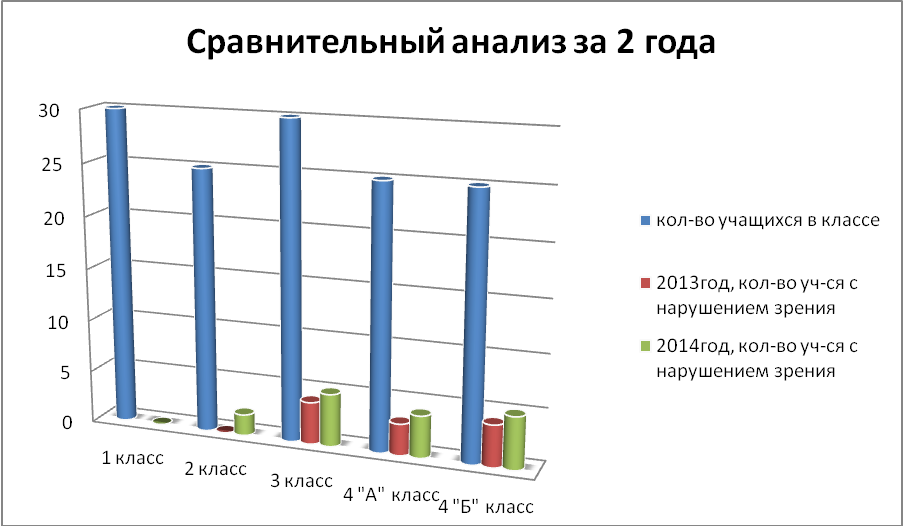 Сравнительный анализ за 2 года
30
25
20
15
10
5
0
1 класс
2 класс
3 класс
4 "А" класс
4 "Б" класс
кол-во учащихся в классе
2013год, кол-во уч-ся с
нарушением зрения
2014год, кол-во уч-ся с
нарушением зрения